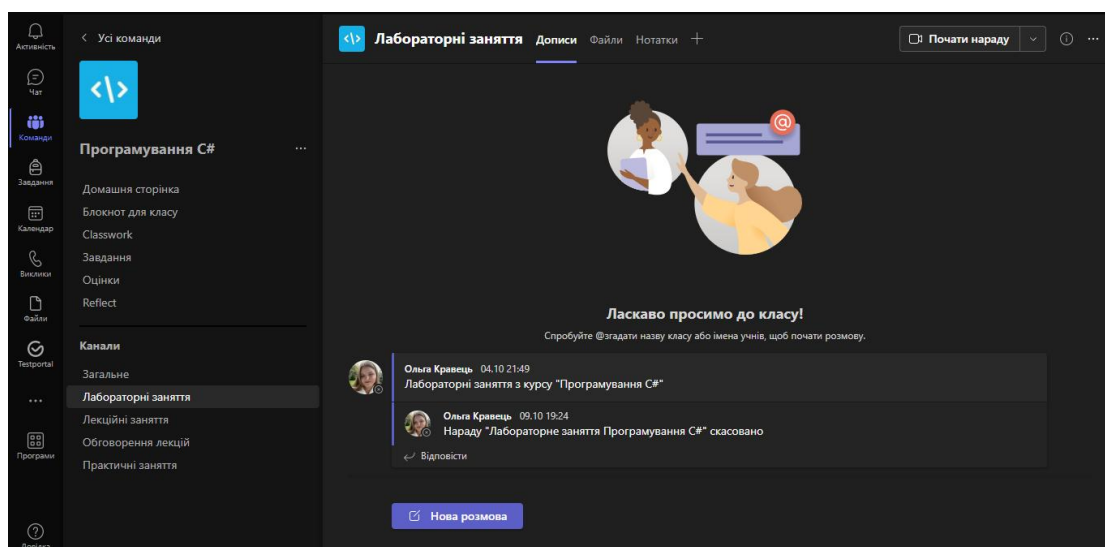 Активність
Чат
Команди
Завдання
Календар
Виклики
Файли
Testportal
Програми
Усі команди
Програмування C#
Домашня сторінка
Блокнот для класу
Classwork
Завдання
Оцінки
Reflect
Канали
Загальне
Лабораторні заняття
Лекційні заняття
Обговорення лекцій
Практичні заняття
Лабораторні заняття Дописи Файли Нотатки
Почати нараду
Ласкаво просимо до класу!
Спробуйте @згадати назву класу або імена учнів, щоб почати розмову.
Ольга Кравець 04.10 21:49
Лабораторні заняття з курсу "Програмування C#"
Ольга Кравець 09.10 19:24
Нараду "Лабораторне заняття Програмування C#" скасовано
Відповісти
Нова розмова